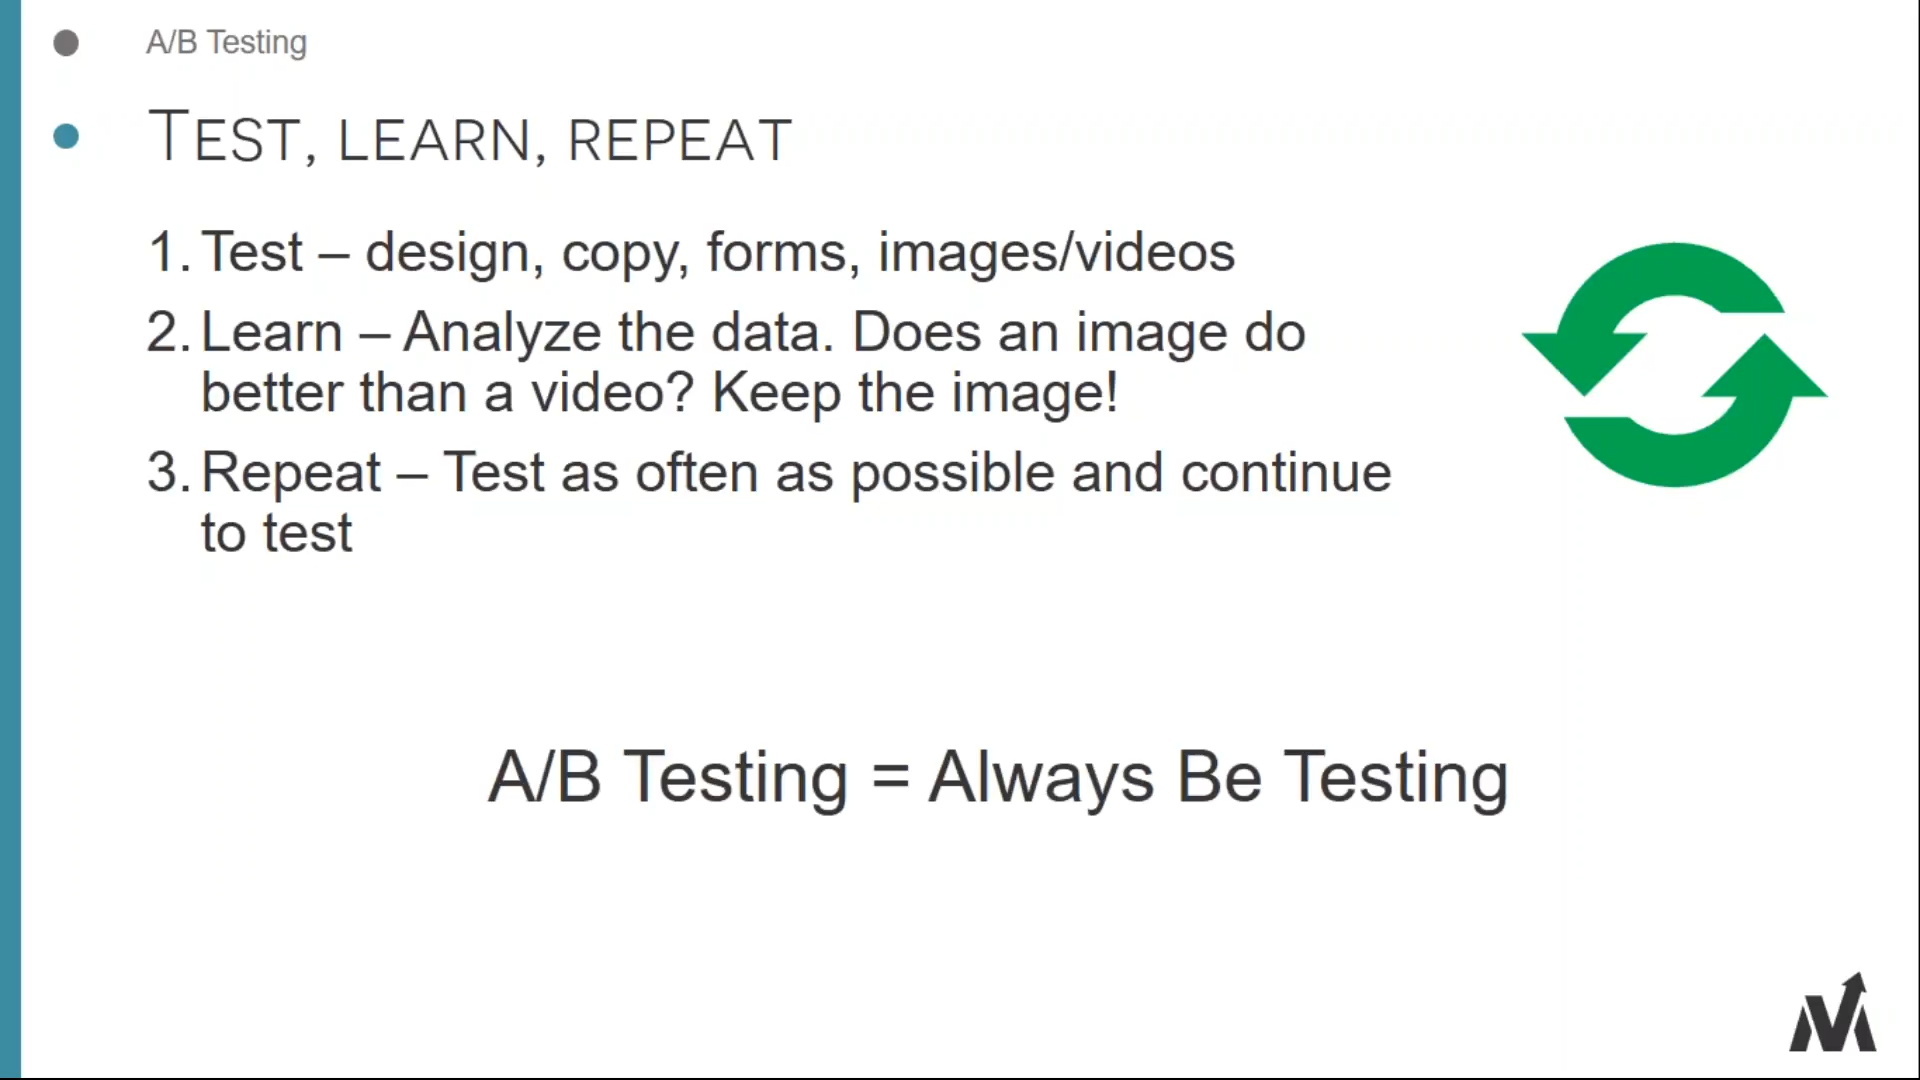 A/B Testing
TEST, LEARN, REPEAT
1. Test – design, copy, forms, images/videos
2. Learn – Analyze the data. Does an image do
better than a video? Keep the image!
3. Repeat – Test as often as possible and continue
to test
A/B Testing = Always Be Testing